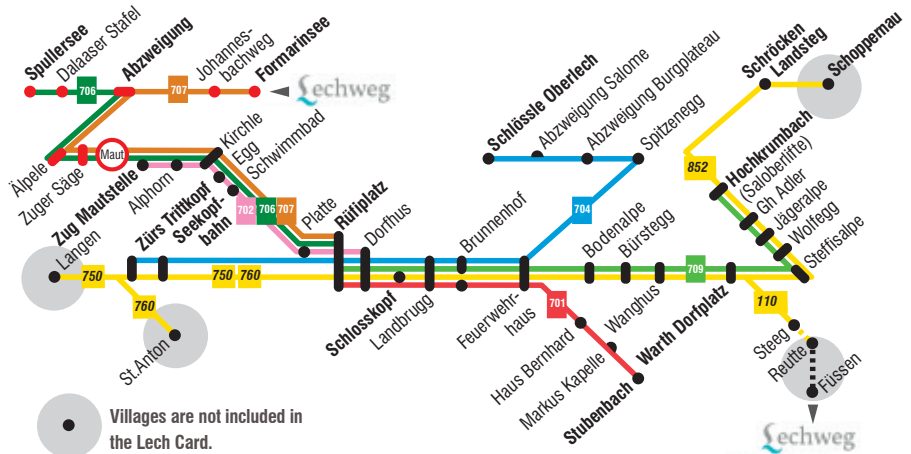 Spullersee
Dalaaser Stafel
Abzweigung
706
707
Johannes-
bachweg
Formarinsee
Lechweg
Älpele
Zuger Säge
Maut
Kirchle
Egg
Schwimmbad
Zug Mautstelle
Alphorn
Zürs Trittkopf
Seekopf-
bahn
702
706
707
Platte
Rüfiplatz
Dorfhus
Langen
750
760
St.Anton
750
760
Schlosskopf
Landbrugg
Brunnenhof
Feuerwehr-
haus
Schlössle Oberlech
Abzweigung Salome
Abzweigung Burgplateau
Spitzenegg
704
701
Haus Bernhard
Markus Kapelle
Stubenbach
Bodenalpe
Bürstegg
Wanghus
709
Warth Dorfplatz
Schröcken
Landsteg
Schoppernau
852
Hochkrumbach
(Saloberlifte)
Gh Adler
Jägeralpe
Wolfegg
Steffisalpe
110
Steeg
Reutte
Füssen
Lechweg
Villages are not included in
the Lech Card.